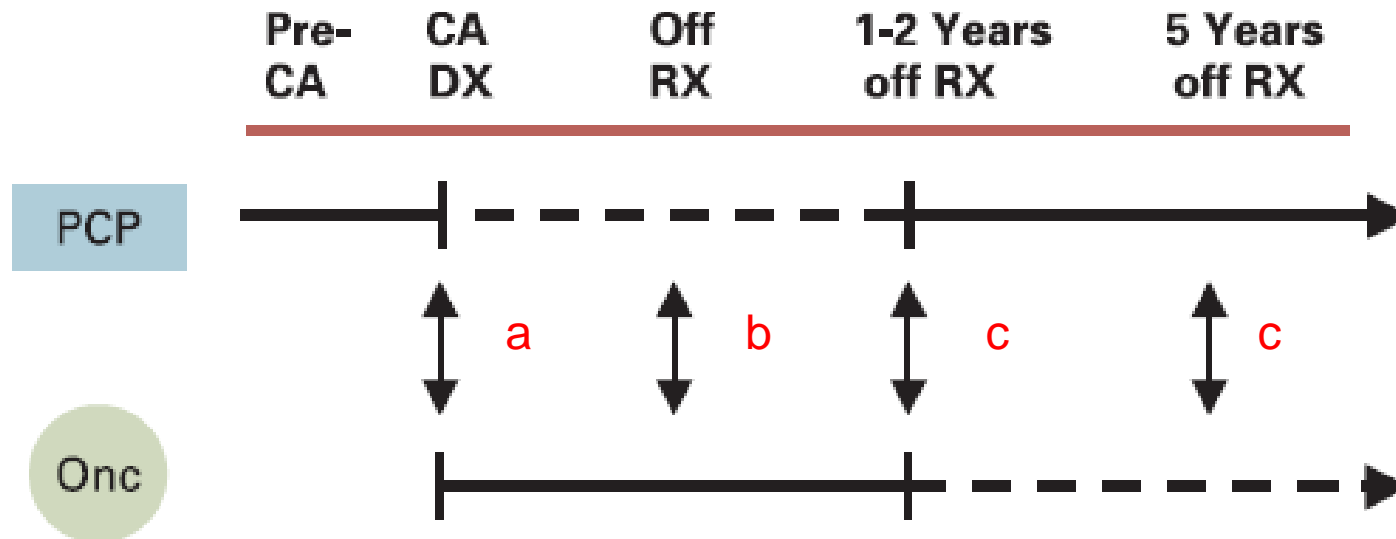 Pre- CA Off 1-2 Years 5 Years
CA DX RX off RX off RX
PCP
a b c c
Onc